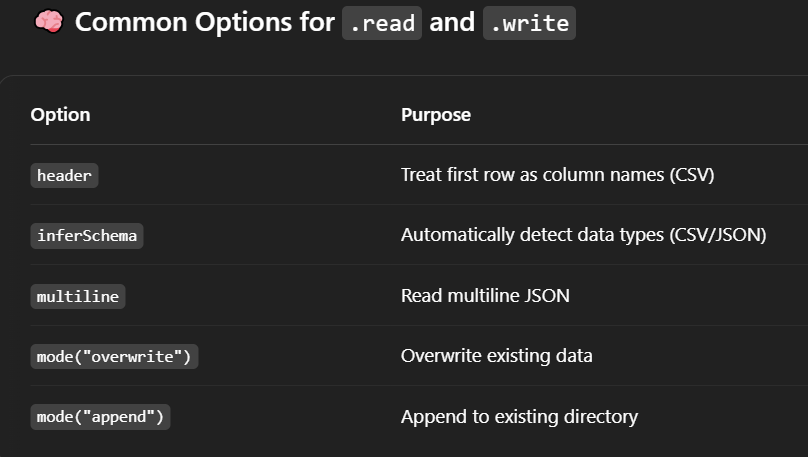 🧠 Common Options for .read and .write
Option Purpose
header Treat first row as column names (CSV)
inferSchema Automatically detect data types (CSV/JSON)
multiline Read multiline JSON
mode("overwrite") Overwrite existing data
mode("append") Append to existing directory